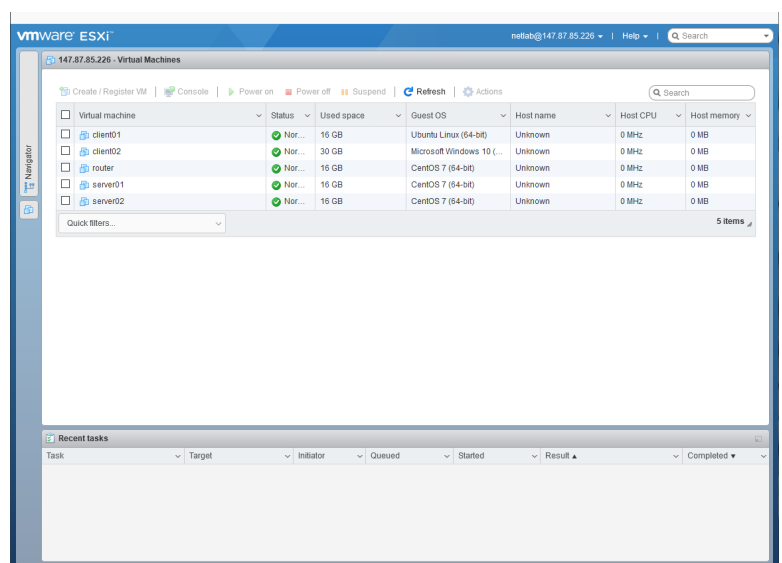 vmware ESXi™ netlab@147.87.85.226 | Help | Search
147.87.85.226 - Virtual Machines
Navigator
Create / Register VM | Console | Power on Power off Suspend | Refresh | Actions Search
Virtual machine Status Used space Guest OS Host name Host CPU Host memory
client01 Nor... 16 GB Ubuntu Linux (64-bit) Unknown 0 MHz 0 MB
client02 Nor... 30 GB Microsoft Windows 10 (... Unknown 0 MHz 0 MB
router Nor... 16 GB CentOS 7 (64-bit) Unknown 0 MHz 0 MB
server01 Nor... 16 GB CentOS 7 (64-bit) Unknown 0 MHz 0 MB
server02 Nor... 16 GB CentOS 7 (64-bit) Unknown 0 MHz 0 MB
Quick filters... 5 items
Recent tasks
Task Target Initiator Queued Started Result ▲ Completed ▼